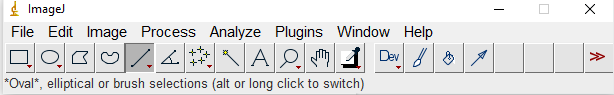 ImageJ
File Edit Image Process Analyze Plugins Window Help
A Dev
*Oval*, elliptical or brush selections (alt or long click to switch)